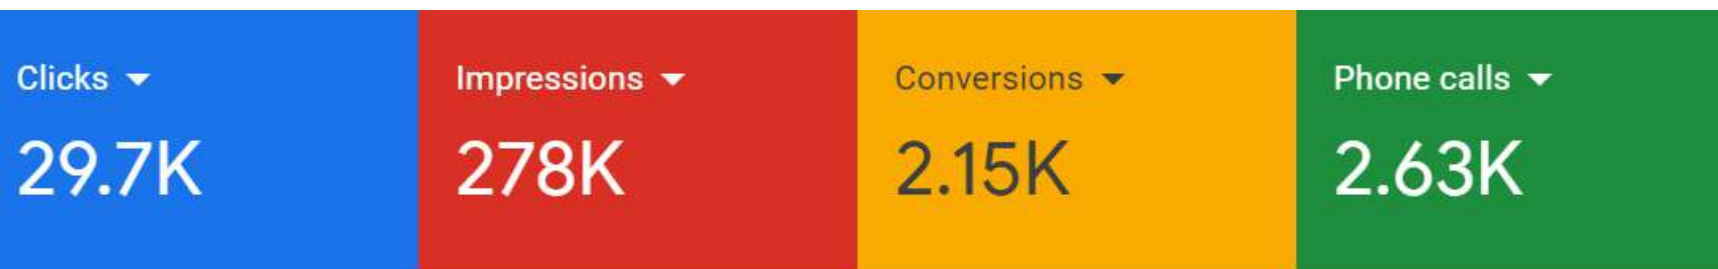 Clicks
29.7K
Impressions
278K
Conversions
2.15K
Phone calls
2.63K